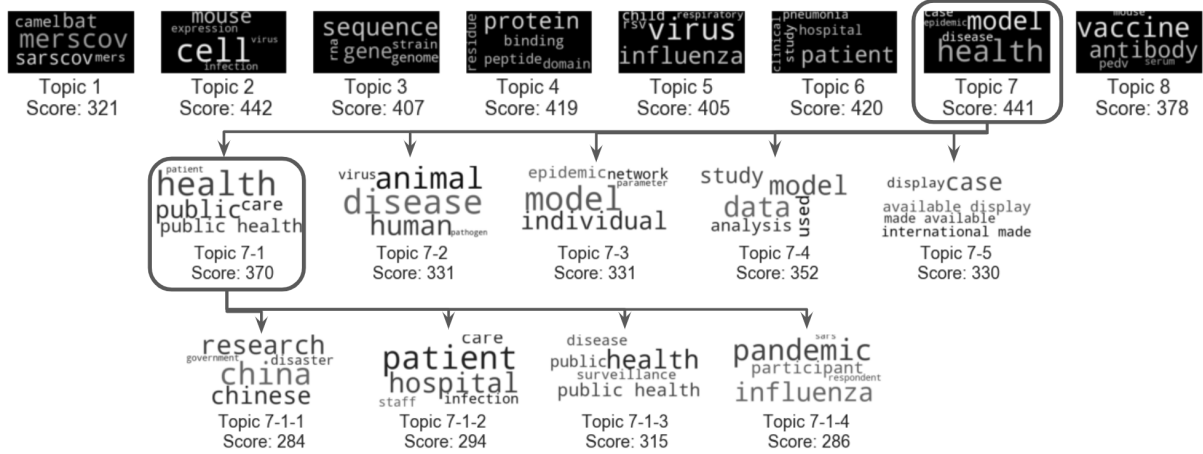 camelbat
merscov
sarscov mers
Topic 1
Score: 321
mouse
expression
cell virus
infection
Topic 2
Score: 442
sequence
rna gene strain
genome
Topic 3
Score: 407
residue protein
binding
peptide domain
Topic 4
Score: 419
child respiratory
rsv virus
influenza
Topic 5
Score: 405
pneumonia
clinical study hospital
patient
Topic 6
Score: 420
case
epidemic model
disease
health
Topic 7
Score: 441
mouse
vaccine
antibody
pedv serum
Topic 8
Score: 378
patient
health
public care
public health
Topic 7-1
Score: 370
virus animal
disease
human pathogen
Topic 7-2
Score: 331
epidemic network
parameter
model
individual
Topic 7-3
Score: 331
study model
data used
analysis
Topic 7-4
Score: 352
display case
available display
made available
international made
Topic 7-5
Score: 330
research
government disaster
china
chinese
Topic 7-1-1
Score: 284
care
patient
hospital
staff infection
Topic 7-1-2
Score: 294
disease
public health
surveillance
public health
Topic 7-1-3
Score: 315
sars
pandemic
participant
respondent
influenza
Topic 7-1-4
Score: 286